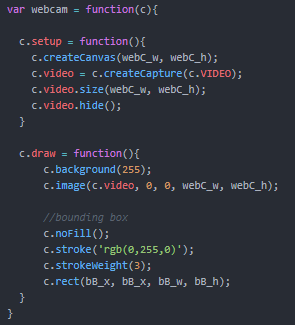 var webcam = function(c){
c.setup = function(){
c.createCanvas(webC_w, webC_h);
c.video = c.createCapture(c.VIDEO);
c.video.size(webC_w, webC_h);
c.video.hide();
}
c.draw = function(){
c.background(255);
c.image(c.video, 0, 0, webC_w, webC_h);
//bounding box
c.noFill();
c.stroke('rgb(0,255,0)');
c.strokeWeight(3);
c.rect(bB_x, bB_x, bB_w, bB_h);
}
}